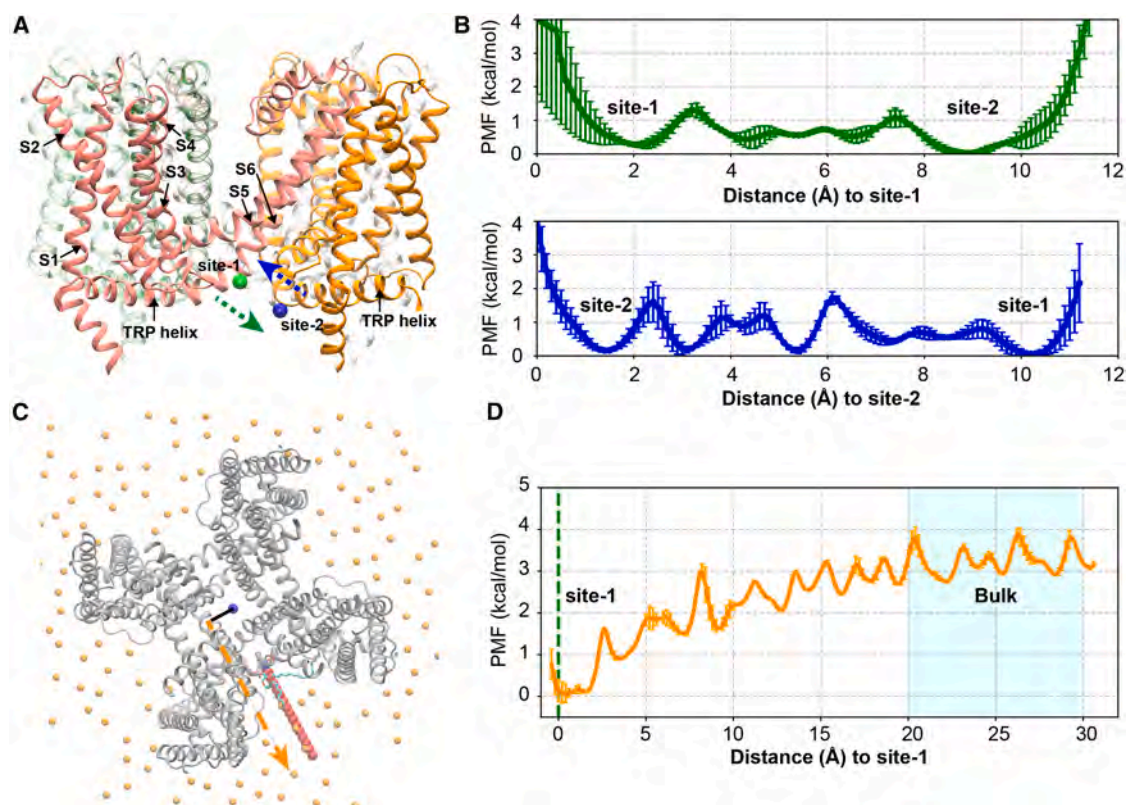 A
S2
S4
S3
S1
S6
S5
site-1
site-2
TRP helix
TRP helix
B
PMF (kcal/mol)
4
3
2
1
0
site-1
site-2
0 2 4 6 8 10 12
Distance (Å) to site-1
PMF (kcal/mol)
4
3
2
1
0
site-2
site-1
0 2 4 6 8 10 12
Distance (Å) to site-2
C
D
PMF (kcal/mol)
5
4
3
2
1
0
site-1
Bulk
0 5 10 15 20 25 30
Distance (Å) to site-1